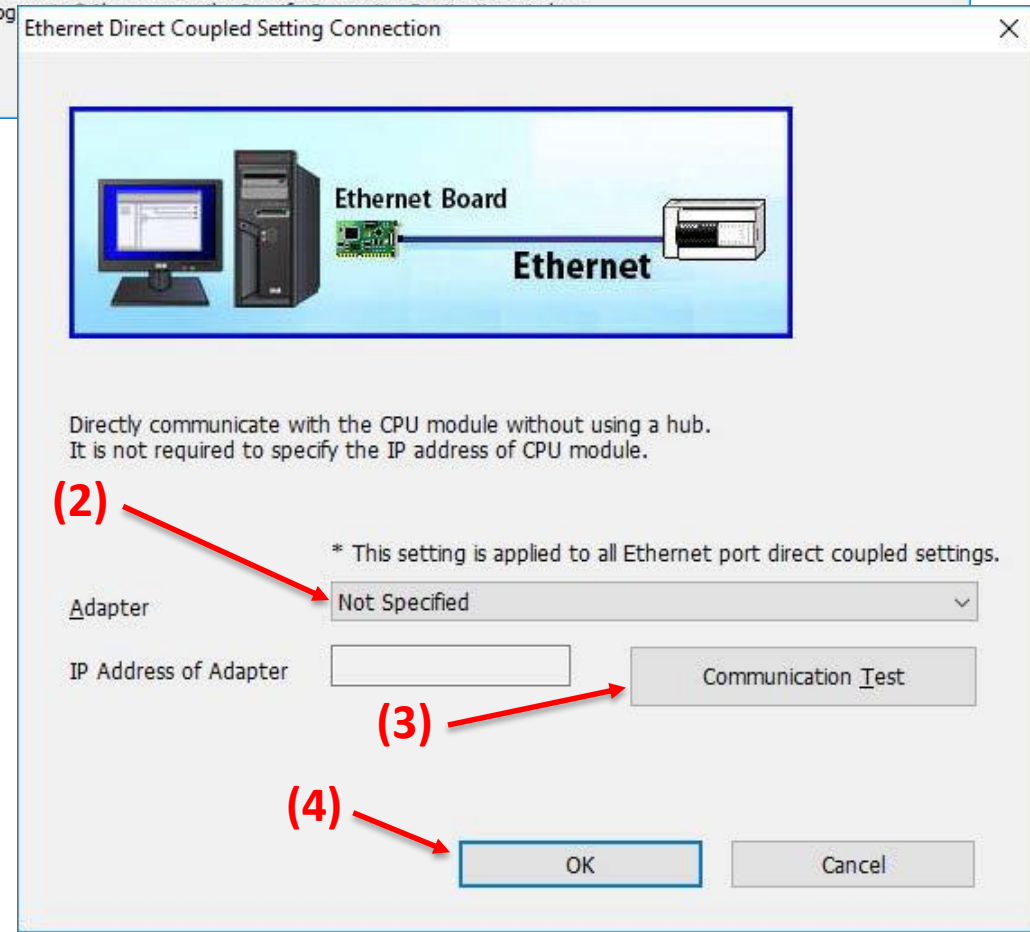 og
Ethernet Direct Coupled Setting Connection
Ethernet Board
Ethernet
Directly communicate with the CPU module without using a hub.
It is not required to specify the IP address of CPU module.
(2)
* This setting is applied to all Ethernet port direct coupled settings.
Adapter
Not Specified
IP Address of Adapter
Communication Test
(3)
(4)
OK
Cancel